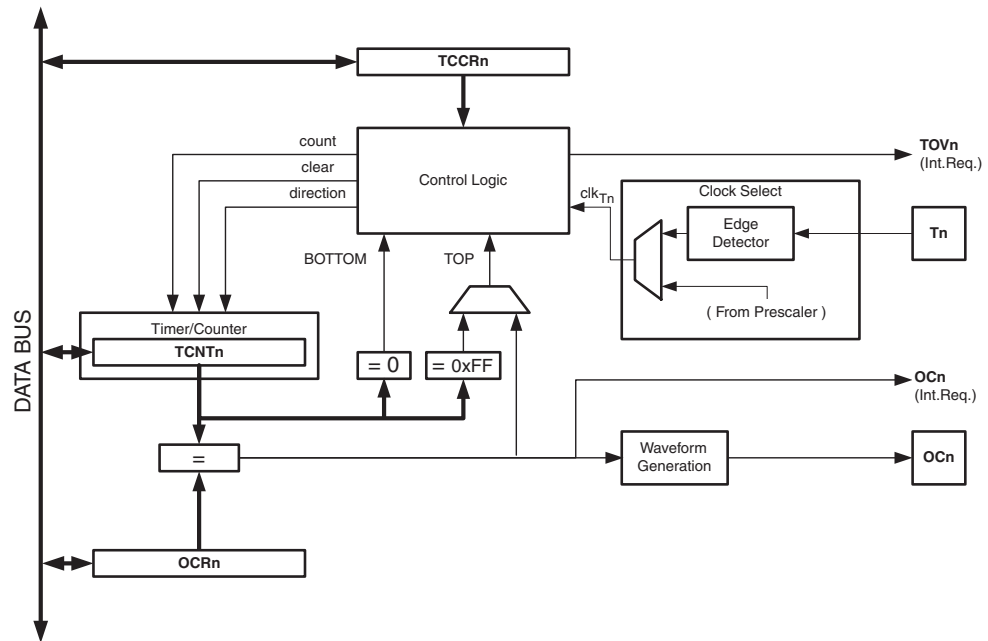 TCCRn
count
clear
direction
Control Logic
TOVn
(Int.Req.)
clkTn
Clock Select
Edge
Detector
Tn
( From Prescaler )
BOTTOM
TOP
DATA BUS
Timer/Counter
TCNTn
= 0
= 0xFF
OCn
(Int.Req.)
=
Waveform
Generation
OCn
OCRn